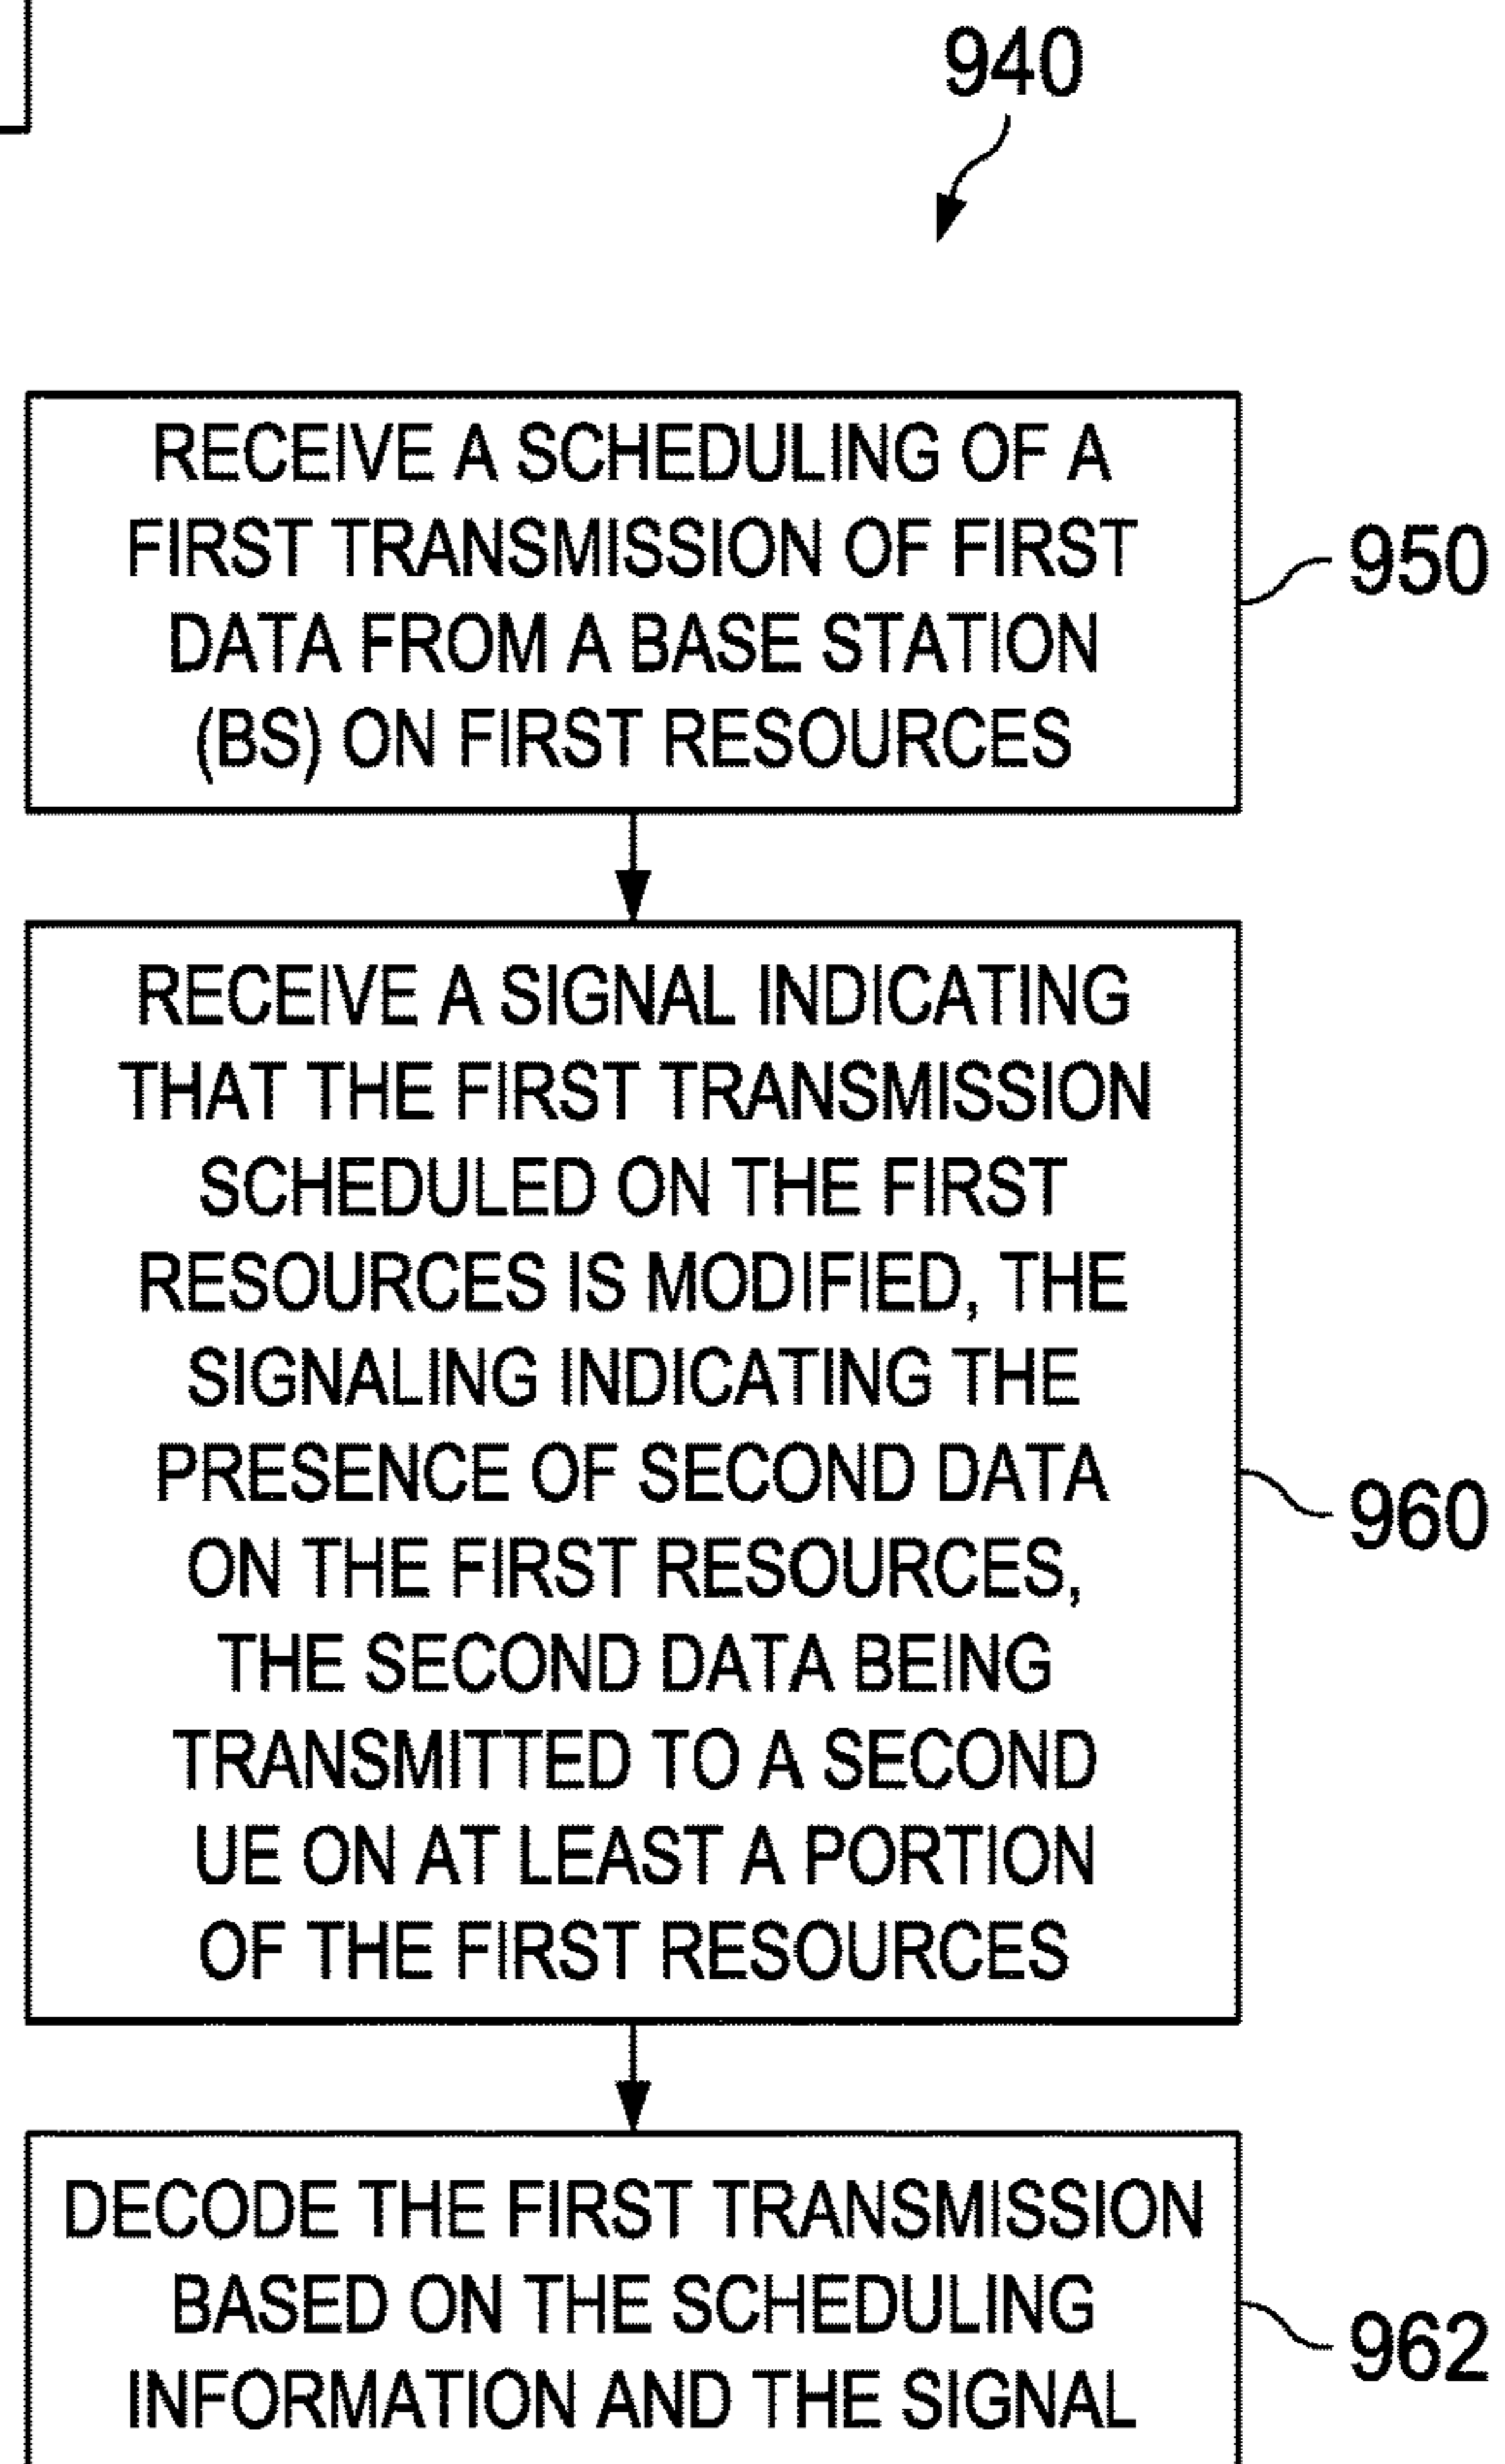 940
RECEIVE A SCHEDULING OF A
FIRST TRANSMISSION OF FIRST
DATA FROM A BASE STATION
(BS) ON FIRST RESOURCES
950
RECEIVE A SIGNAL INDICATING
THAT THE FIRST TRANSMISSION
SCHEDULED ON THE FIRST
RESOURCES IS MODIFIED, THE
SIGNALING INDICATING THE
PRESENCE OF SECOND DATA
ON THE FIRST RESOURCES,
THE SECOND DATA BEING
TRANSMITTED TO A SECOND
UE ON AT LEAST A PORTION
OF THE FIRST RESOURCES
960
DECODE THE FIRST TRANSMISSION
BASED ON THE SCHEDULING
INFORMATION AND THE SIGNAL
962